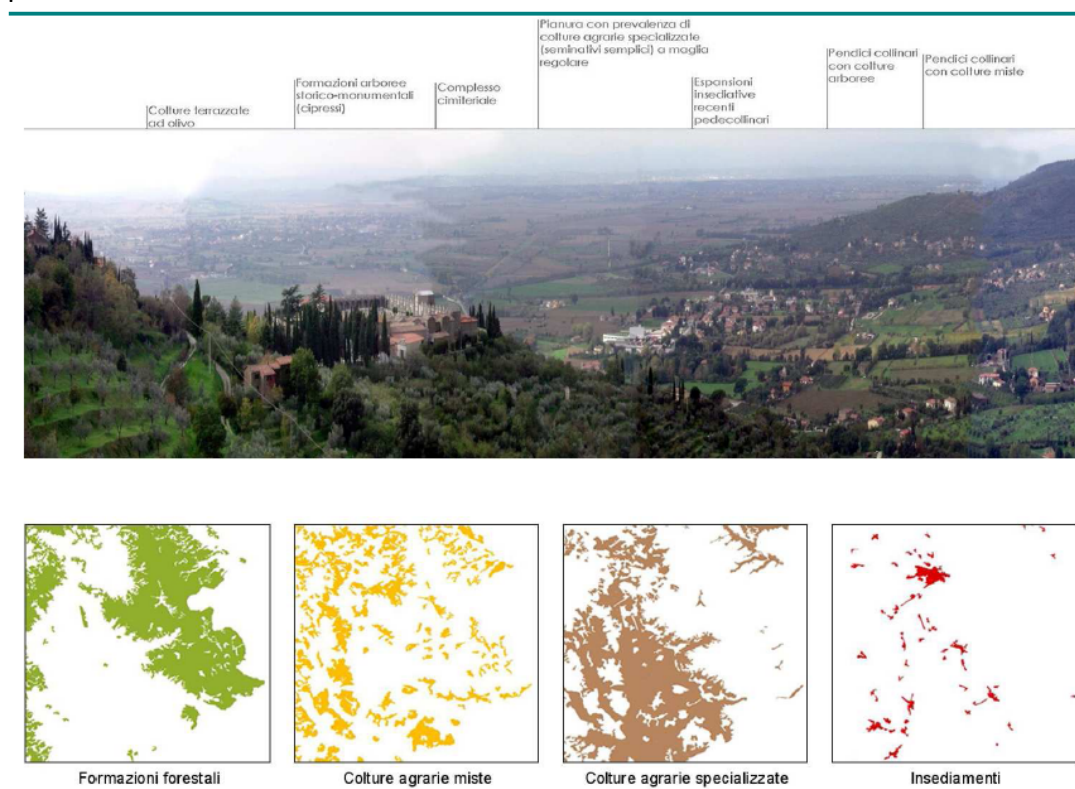 Planura con prevalenza di
colture agrarie specializzate
(seminativi semplici) a maglia
regolare
Pendici collinari
con colture
arboree
Pendici collinari
con colture miste
Formazioni arboree
storico-monumentali
(cipressi)
Complesso
cimiteriale
Espansioni
insediative
recenti
pedecollinari
Colture terrazzate
ad olivo
Formazioni forestali
Colture agrarie miste
Colture agrarie specializzate
Insediamenti